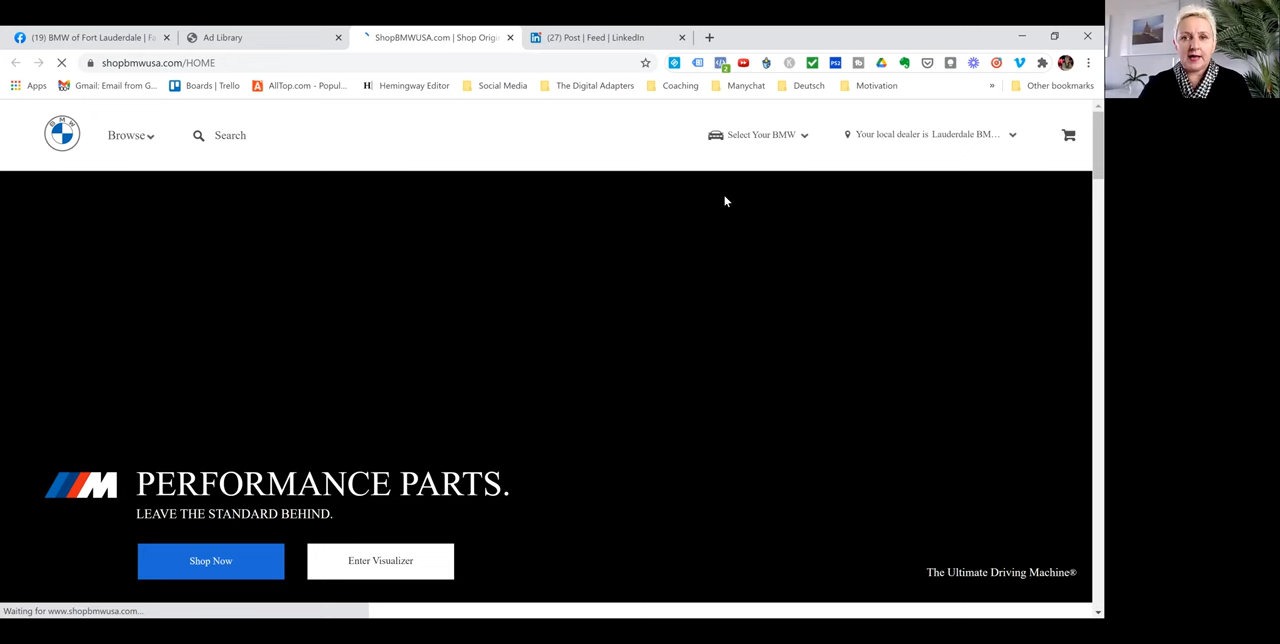 (19) BMW of Fort Lauderdale | Fa
Ad Library
ShopBMWUSA.com | Shop Origi
(27) Post | Feed | LinkedIn
shopbmwusa.com/HOME
Apps
Gmail: Email from G...
Boards | Trello
AllTop.com - Popul...
Hemingway Editor
Social Media
The Digital Adapters
Coaching
Manychat
Deutsch
Motivation
»
Other bookmarks
BMW
Browse
Search
Select Your BMW
Your local dealer is Lauderdale BM...
M
PERFORMANCE PARTS.
LEAVE THE STANDARD BEHIND.
Shop Now
Enter Visualizer
The Ultimate Driving Machine®
Waiting for www.shopbmwusa.com...